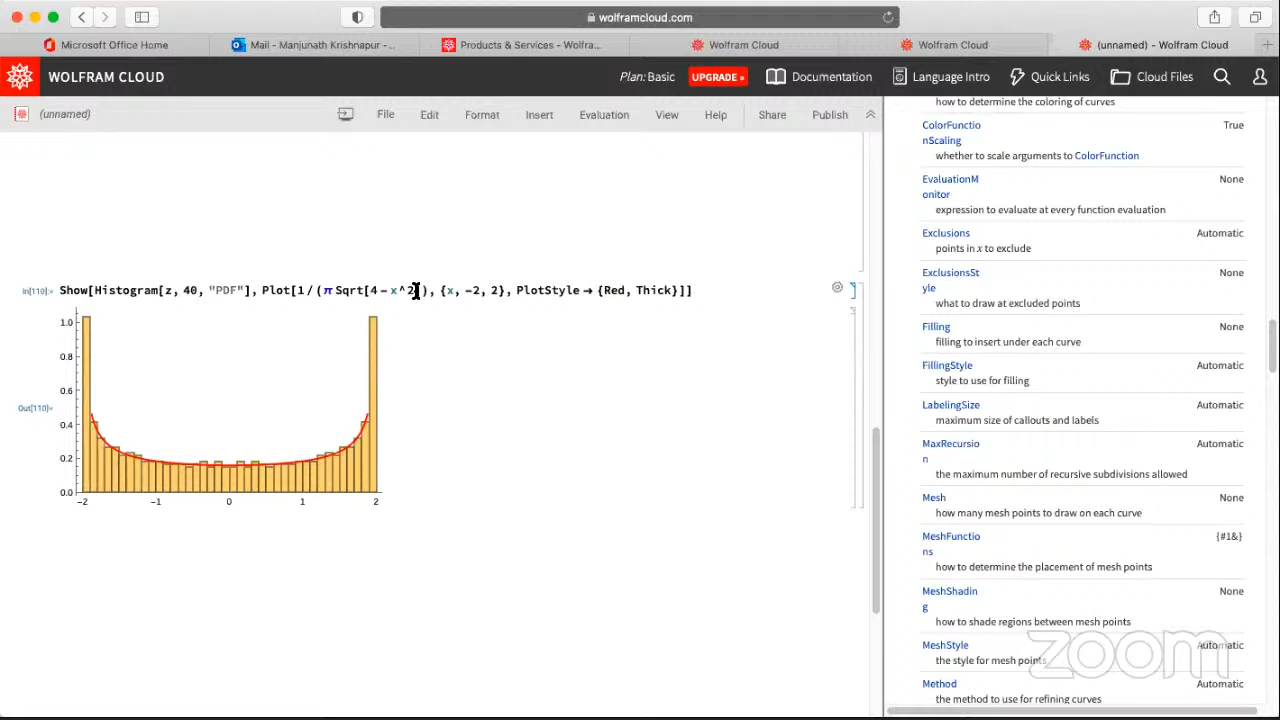 wolframcloud.com
Microsoft Office Home
Mail - Manjunath Krishnapur -...
Products & Services - Wolfra...
Wolfram Cloud
Wolfram Cloud
(unnamed) - Wolfram Cloud
WOLFRAM CLOUD
Plan: Basic
UPGRADE »
Documentation
Language Intro
Quick Links
Cloud Files
(unnamed)
File Edit Format Insert Evaluation View Help Share Publish
In[110]:= Show[Histogram[z, 40, "PDF"], Plot[1/(π Sqrt[4-x^2]), {x, -2, 2}, PlotStyle → {Red, Thick}]]
Out[110]=
1.0
0.8
0.6
0.4
0.2
0.0
-2 -1 0 1 2
how to determine the coloring of curves
ColorFunctio True
nScaling
whether to scale arguments to ColorFunction
EvaluationM None
onitor
expression to evaluate at every function evaluation
Exclusions Automatic
points in x to exclude
ExclusionsSt None
yle
what to draw at excluded points
Filling None
filling to insert under each curve
FillingStyle Automatic
style to use for filling
LabelingSize Automatic
maximum size of callouts and labels
MaxRecursio Automatic
n
the maximum number of recursive subdivisions allowed
Mesh None
how many mesh points to draw on each curve
MeshFunctio {#1&}
ns
how to determine the placement of mesh points
MeshShadin None
g
how to shade regions between mesh points
MeshStyle Automatic
the style for mesh points
Method Automatic
the method to use for refining curves
zoom